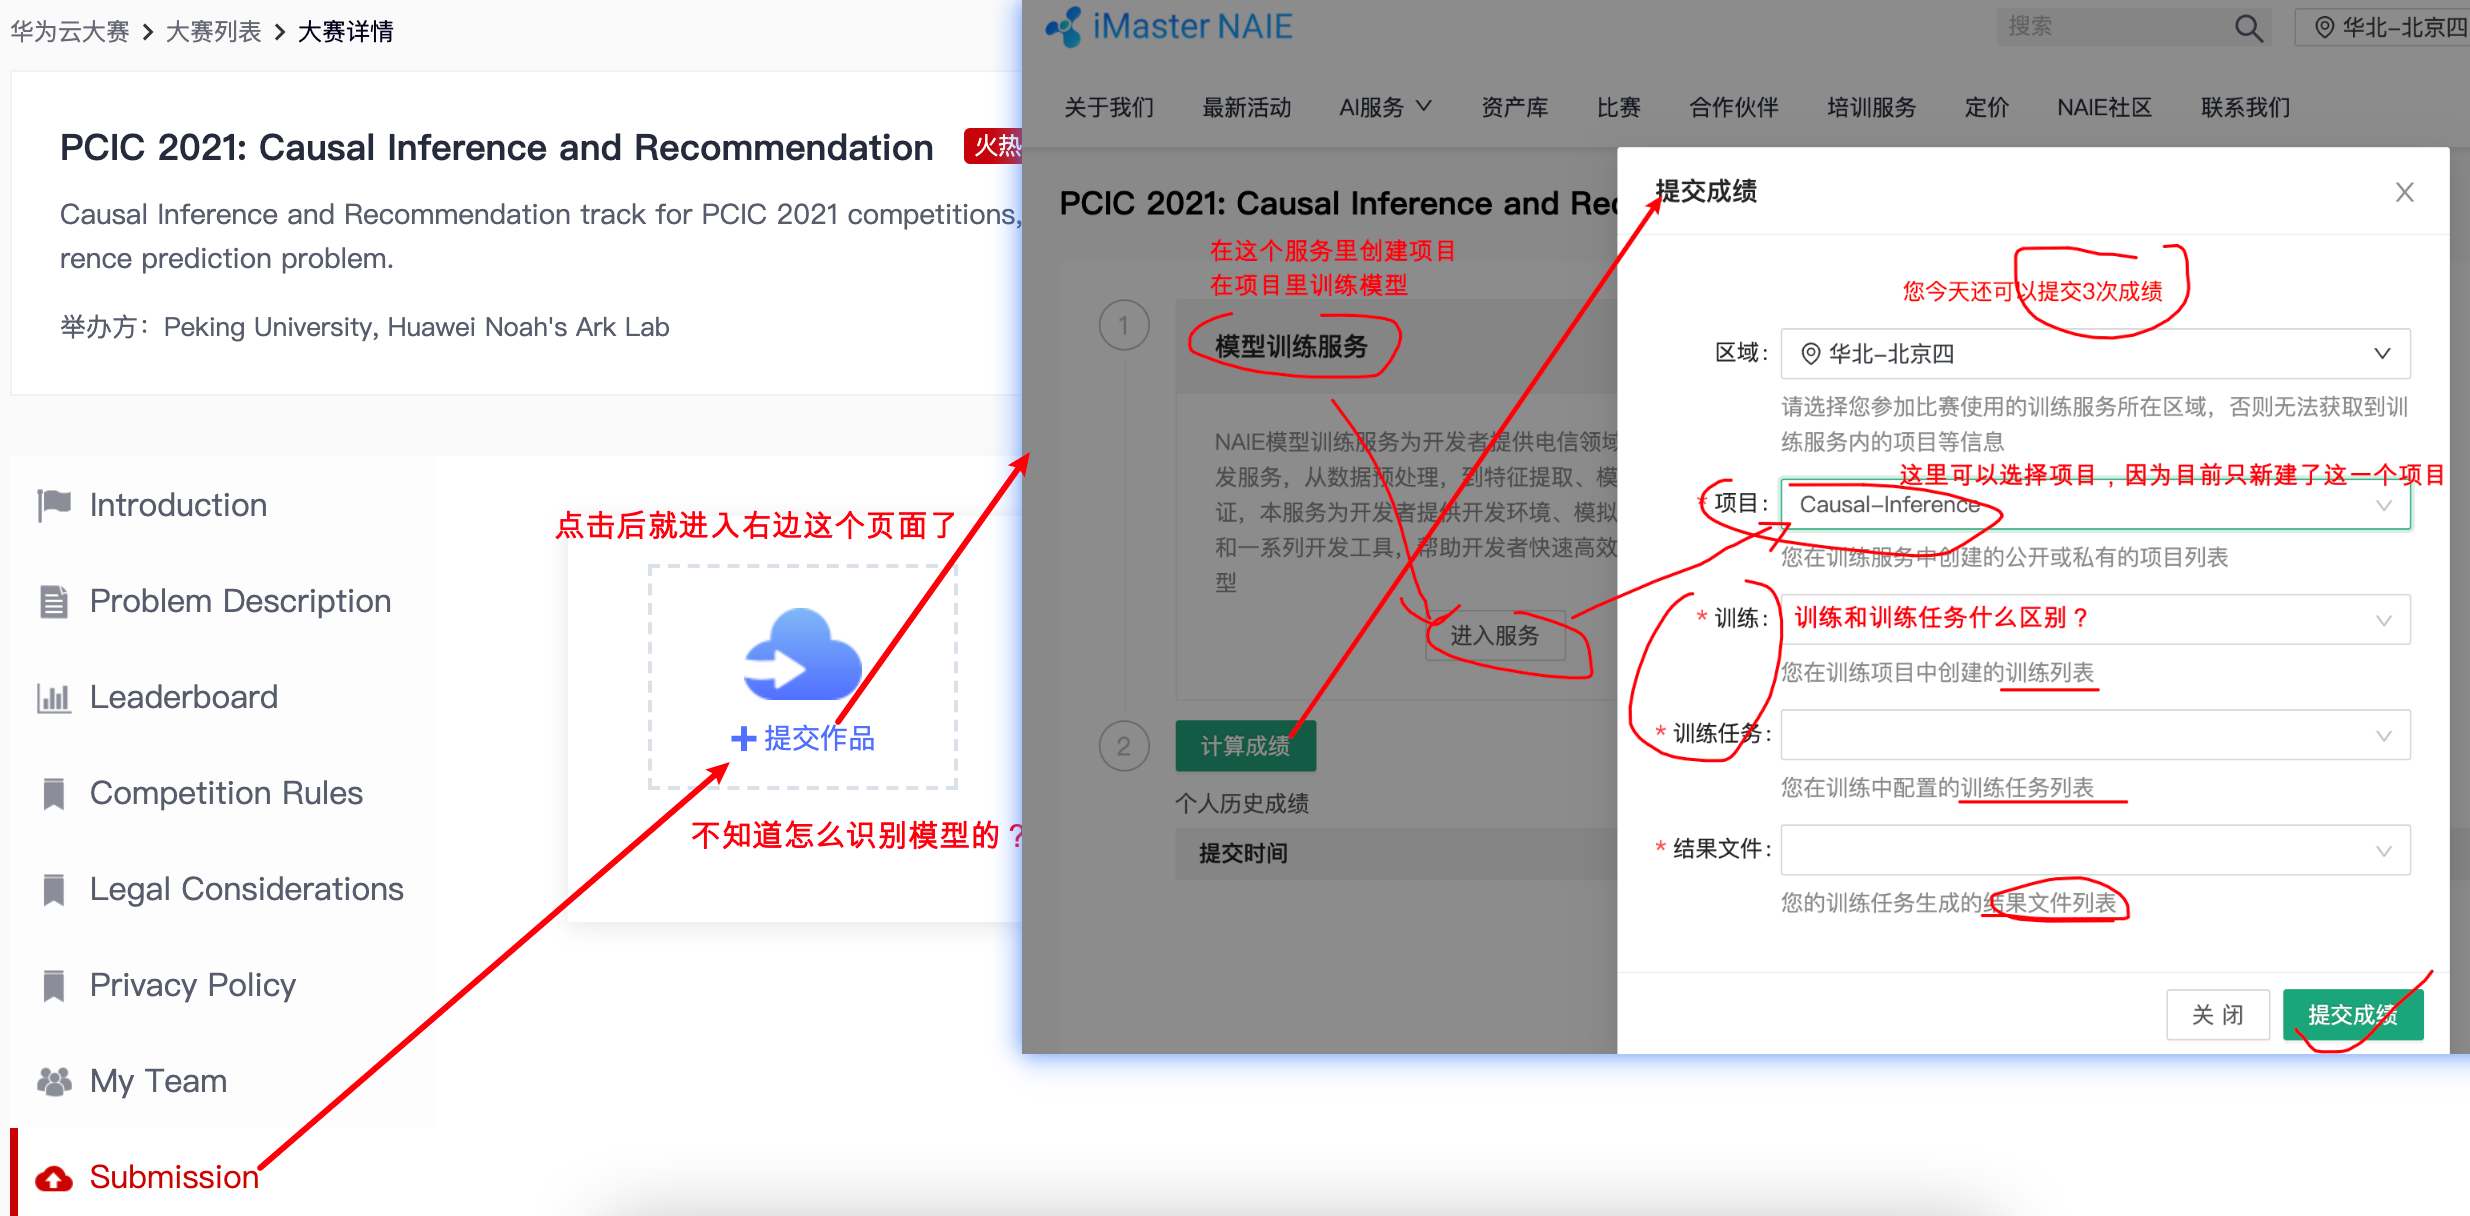 华为云大赛 > 大赛列表 > 大赛详情
PCIC 2021: Causal Inference and Recommendation 火热
Causal Inference and Recommendation track for PCIC 2021 competitions,
rence prediction problem.
举办方：Peking University, Huawei Noah's Ark Lab
Introduction
Problem Description
Leaderboard
Competition Rules
Legal Considerations
Privacy Policy
My Team
Submission
点击后就进入右边这个页面了
+ 提交作品
不知道怎么识别模型的？
iMaster NAIE
搜索
华北-北京四
关于我们 最新活动 AI服务 资产库 比赛 合作伙伴 培训服务 定价 NAIE社区 联系我们
PCIC 2021: Causal Inference and Rec
在这个服务里创建项目
在项目里训练模型
1
模型训练服务
NAIE模型训练服务为开发者提供电信领域
发服务，从数据预处理，到特征提取、模
证，本服务为开发者提供开发环境、模拟
和一系列开发工具，帮助开发者快速高效
型
进入服务
2
计算成绩
个人历史成绩
提交时间
提交成绩
您今天还可以提交3次成绩
区域： 华北-北京四
请选择您参加比赛使用的训练服务所在区域，否则无法获取到训
练服务内的项目等信息
这里可以选择项目，因为目前只新建了这一个项目
* 项目： Causal-Inference
您在训练服务中创建的公开或私有的项目列表
* 训练： 训练和训练任务什么区别？
您在训练项目中创建的训练列表
* 训练任务：
您在训练中配置的训练任务列表
* 结果文件：
您的训练任务生成的结果文件列表
关 闭
提交成绩